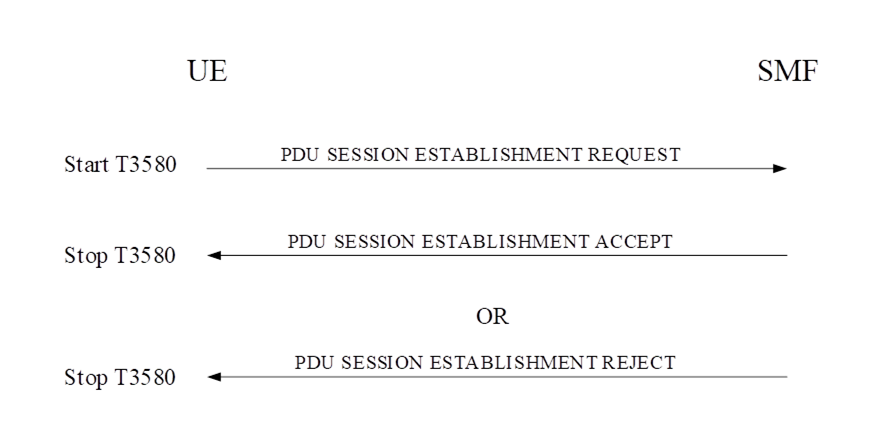 UE SMF
Start T3580 PDU SESSION ESTABLISHMENT REQUEST
Stop T3580 PDU SESSION ESTABLISHMENT ACCEPT
OR
Stop T3580 PDU SESSION ESTABLISHMENT REJECT